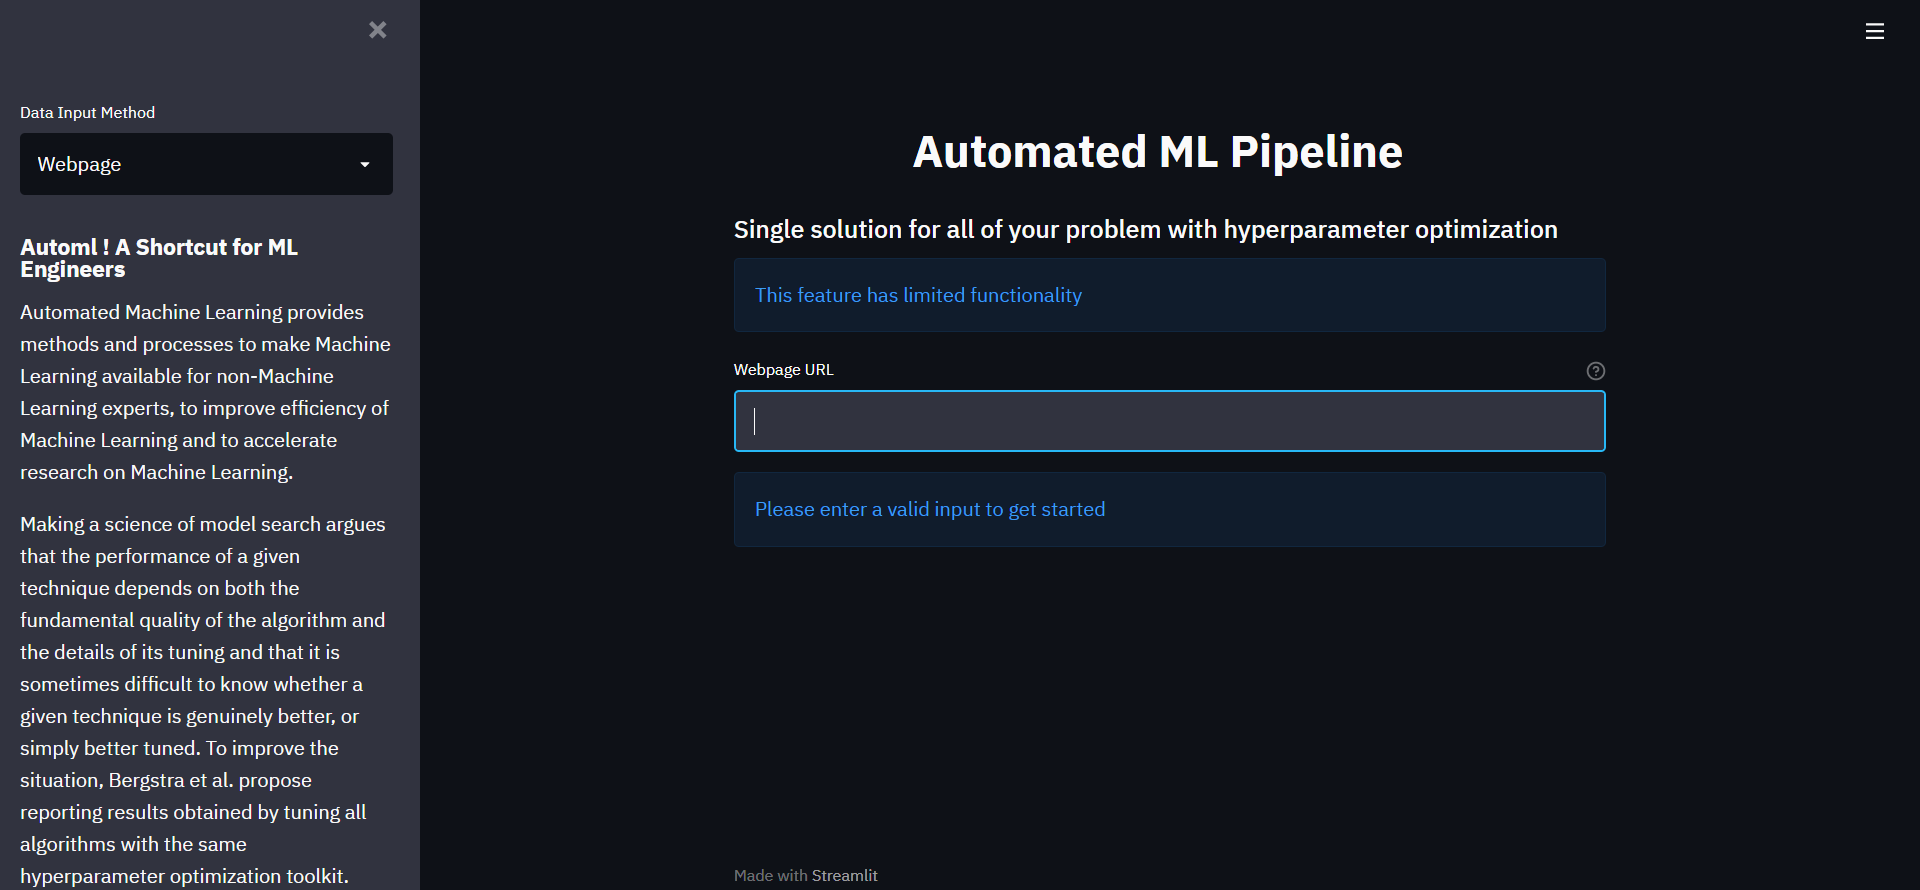 Data Input Method
Webpage
Automl ! A Shortcut for ML
Engineers
Automated Machine Learning provides
methods and processes to make Machine
Learning available for non-Machine
Learning experts, to improve efficiency of
Machine Learning and to accelerate
research on Machine Learning.
Making a science of model search argues
that the performance of a given
technique depends on both the
fundamental quality of the algorithm and
the details of its tuning and that it is
sometimes difficult to know whether a
given technique is genuinely better, or
simply better tuned. To improve the
situation, Bergstra et al. propose
reporting results obtained by tuning all
algorithms with the same
hyperparameter optimization toolkit.
Automated ML Pipeline
Single solution for all of your problem with hyperparameter optimization
This feature has limited functionality
Webpage URL
Please enter a valid input to get started
Made with Streamlit